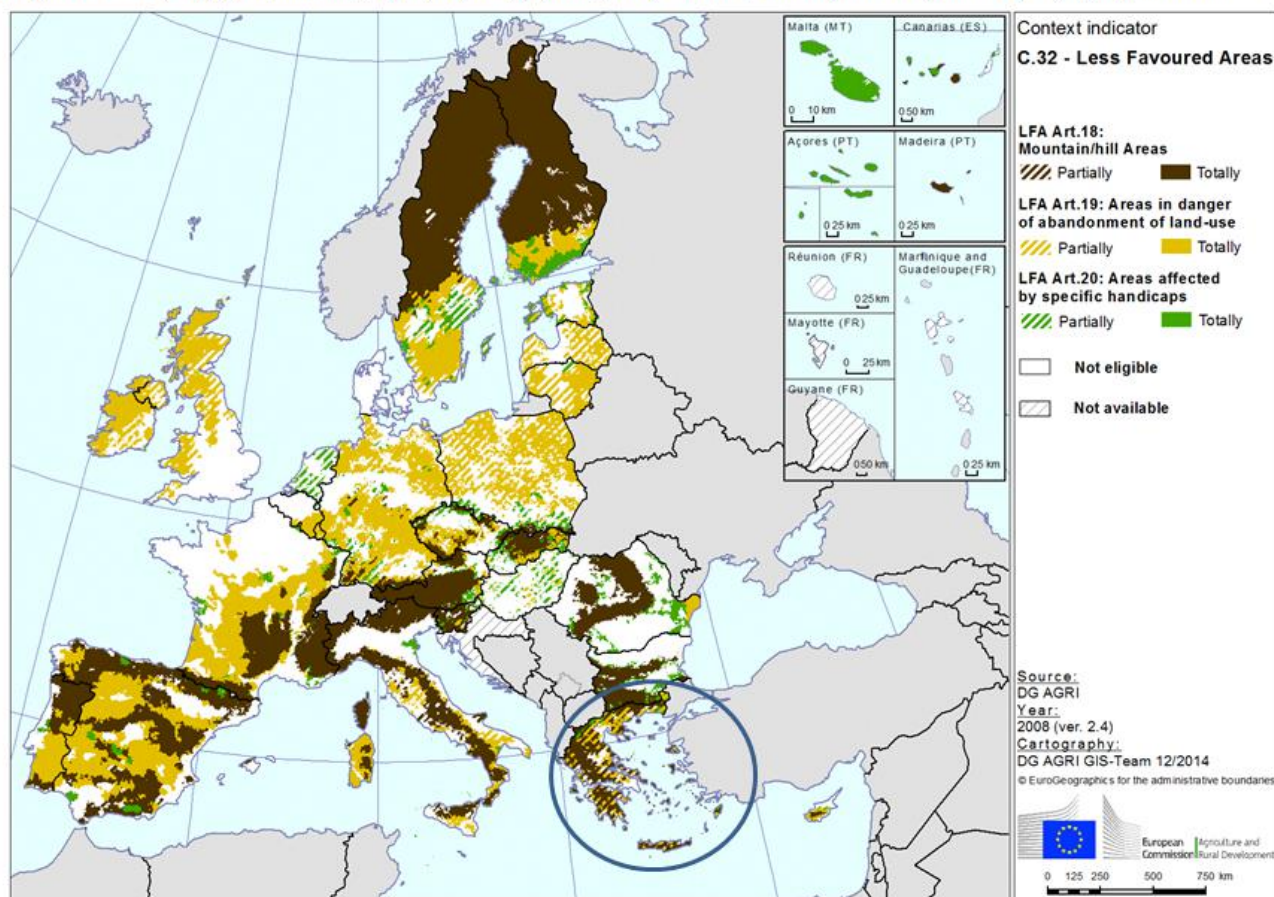 Malta (MT)
0 10 km
Canarias (ES)
0 50 km
Açores (PT)
0 25 km
Madeira (PT)
0 25 km
Réunion (FR)
0 25 km
Martinique and
Guadeloupe(FR)
Mayotte (FR)
0 25 km
Guyane (FR)
0 50 km
0 25 km
Context indicator
C.32 - Less Favoured Areas
LFA Art.18:
Mountain/hill Areas
Partially Totally
LFA Art.19: Areas in danger
of abandonment of land-use
Partially Totally
LFA Art.20: Areas affected
by specific handicaps
Partially Totally
Not eligible
Not available
Source:
DG AGRI
Year:
2008 (ver. 2.4)
Cartography:
DG AGRI GIS-Team 12/2014
© EuroGeographics for the administrative boundaries
European
Commission
Agriculture and
Rural Development
0 125 250 500 750 km